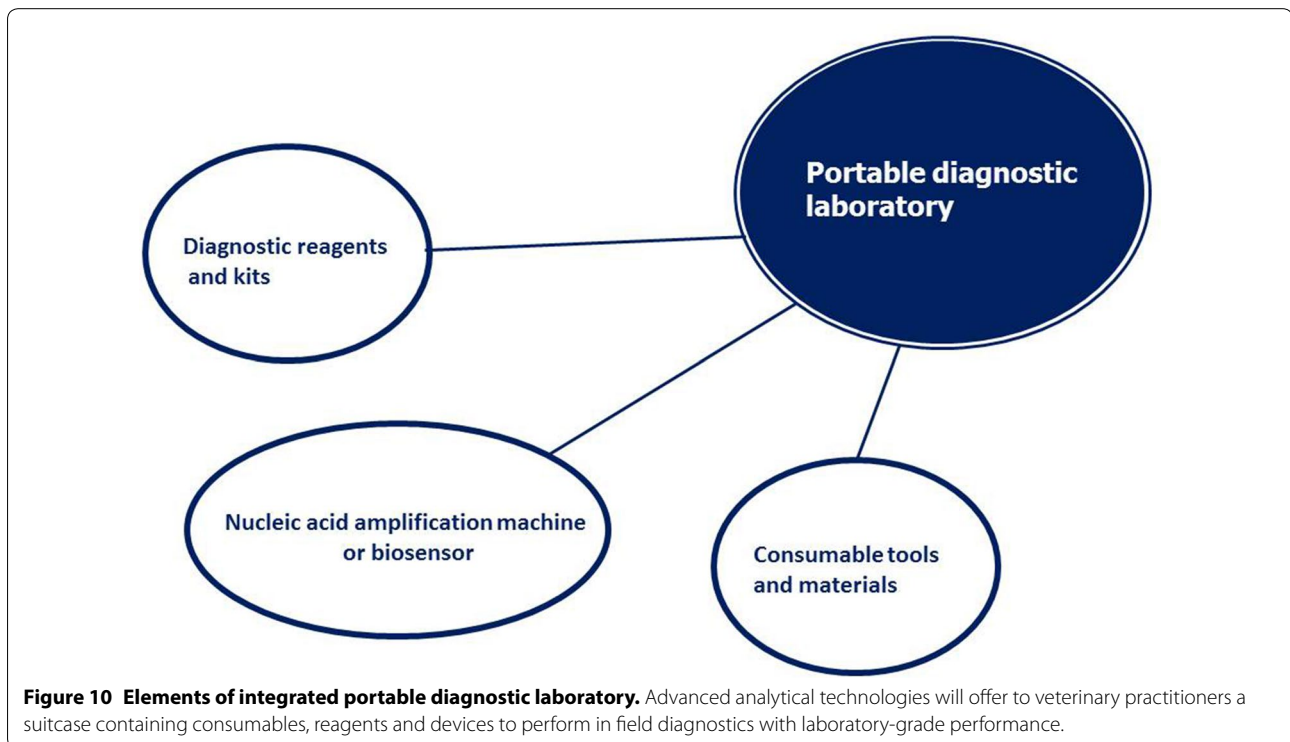 Portable diagnostic
laboratory
Diagnostic reagents
and kits
Nucleic acid amplification machine
or biosensor
Consumable tools
and materials
Figure 10 Elements of integrated portable diagnostic laboratory. Advanced analytical technologies will offer to veterinary practitioners a
suitcase containing consumables, reagents and devices to perform in field diagnostics with laboratory-grade performance.